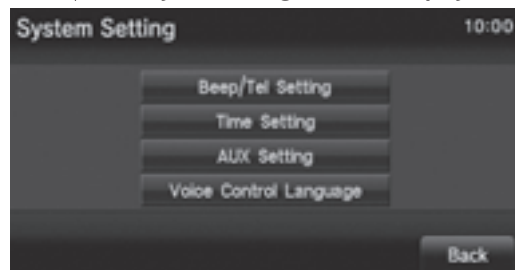 System Setting 10:00
Beep/Tel Setting
Time Setting
AUX Setting
Voice Control Language
Back